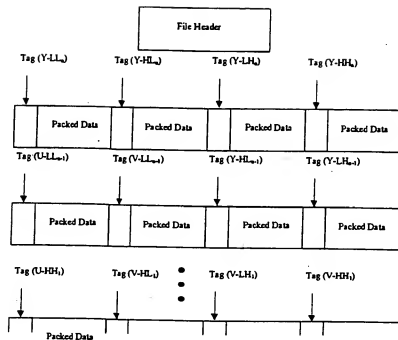 File Header
Tag (Y-LLₙ) Tag (Y-HLₙ) Tag (Y-LHₙ) Tag (Y-HHₙ)
Packed Data Packed Data Packed Data Packed Data
Tag (U-LLₙ₋₁) Tag (V-LLₙ₋₁) Tag (Y-HLₙ₋₁) Tag (Y-LHₙ₋₁)
Packed Data Packed Data Packed Data Packed Data
Tag (U-HH₁) Tag (V-HL₁) Tag (V-LH₁) Tag (V-HH₁)
Packed Data